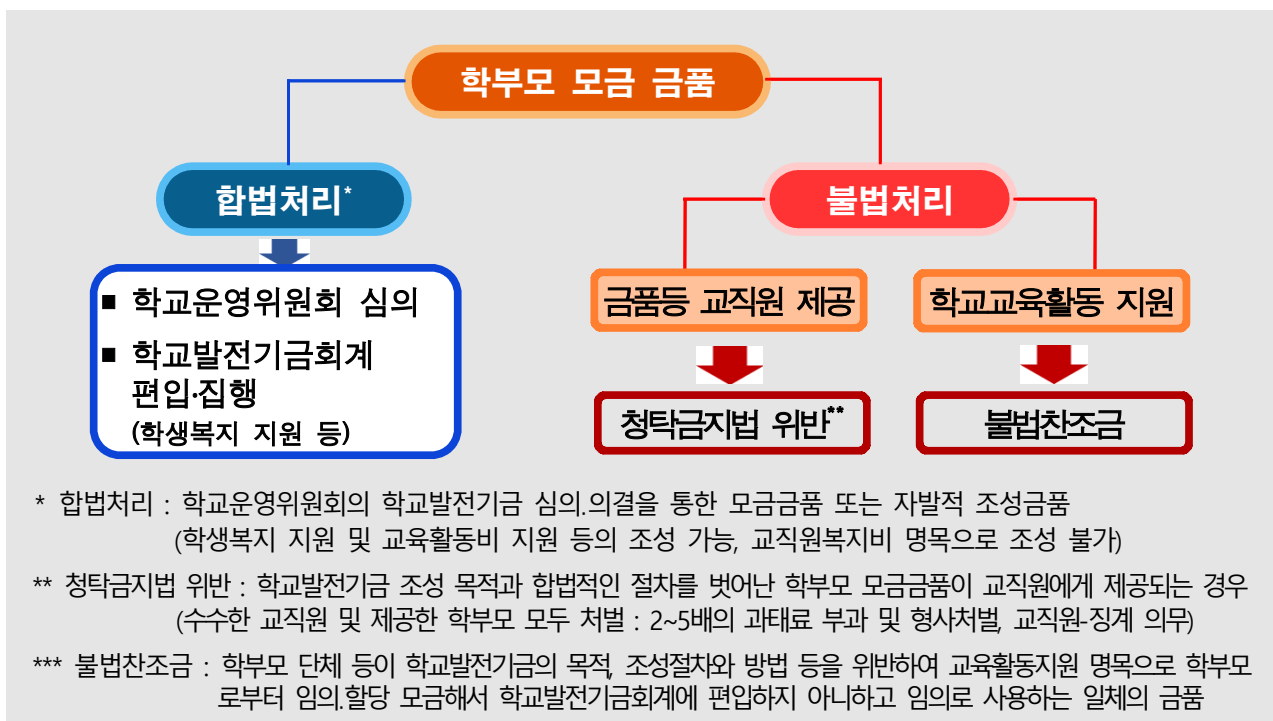 학부모 모금 금품
합법처리*
불법처리
■ 학교운영위원회 심의
■ 학교발전기금회계
편입·집행
(학생복지 지원 등)
금품등 교직원 제공
학교교육활동 지원
청탁금지법 위반**
불법찬조금
* 합법처리 : 학교운영위원회의 학교발전기금 심의.의결을 통한 모금금품 또는 자발적 조성금품
(학생복지 지원 및 교육활동비 지원 등의 조성 가능, 교직원복지비 명목으로 조성 불가)
** 청탁금지법 위반 : 학교발전기금 조성 목적과 합법적인 절차를 벗어난 학부모 모금금품이 교직원에게 제공되는 경우
(수수한 교직원 및 제공한 학부모 모두 처벌 : 2~5배의 과태료 부과 및 형사처벌, 교직원-징계 의무)
*** 불법찬조금 : 학부모 단체 등이 학교발전기금의 목적, 조성절차와 방법 등을 위반하여 교육활동지원 명목으로 학부모
로부터 임의.할당 모금해서 학교발전기금회계에 편입하지 아니하고 임의로 사용하는 일체의 금품